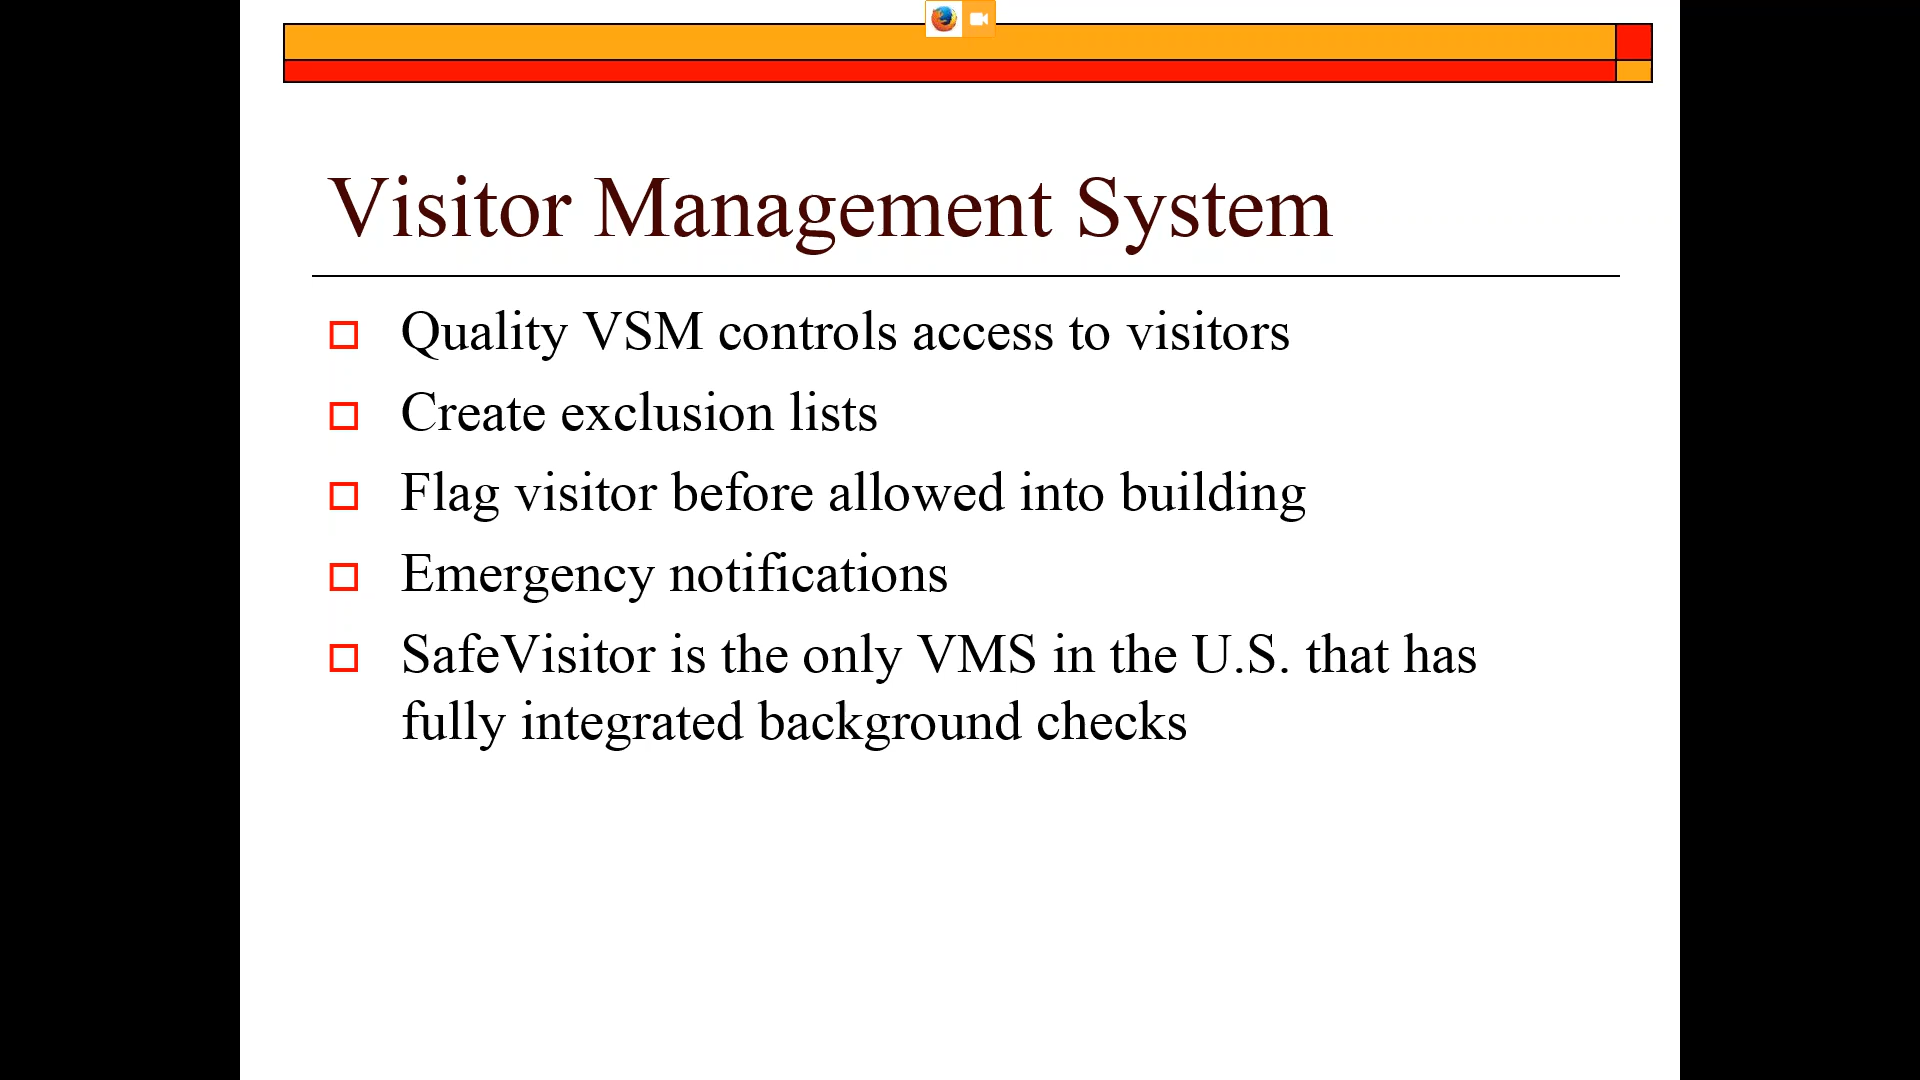 Visitor Management System
Quality VSM controls access to visitors
Create exclusion lists
Flag visitor before allowed into building
Emergency notifications
SafeVisitor is the only VMS in the U.S. that has
fully integrated background checks